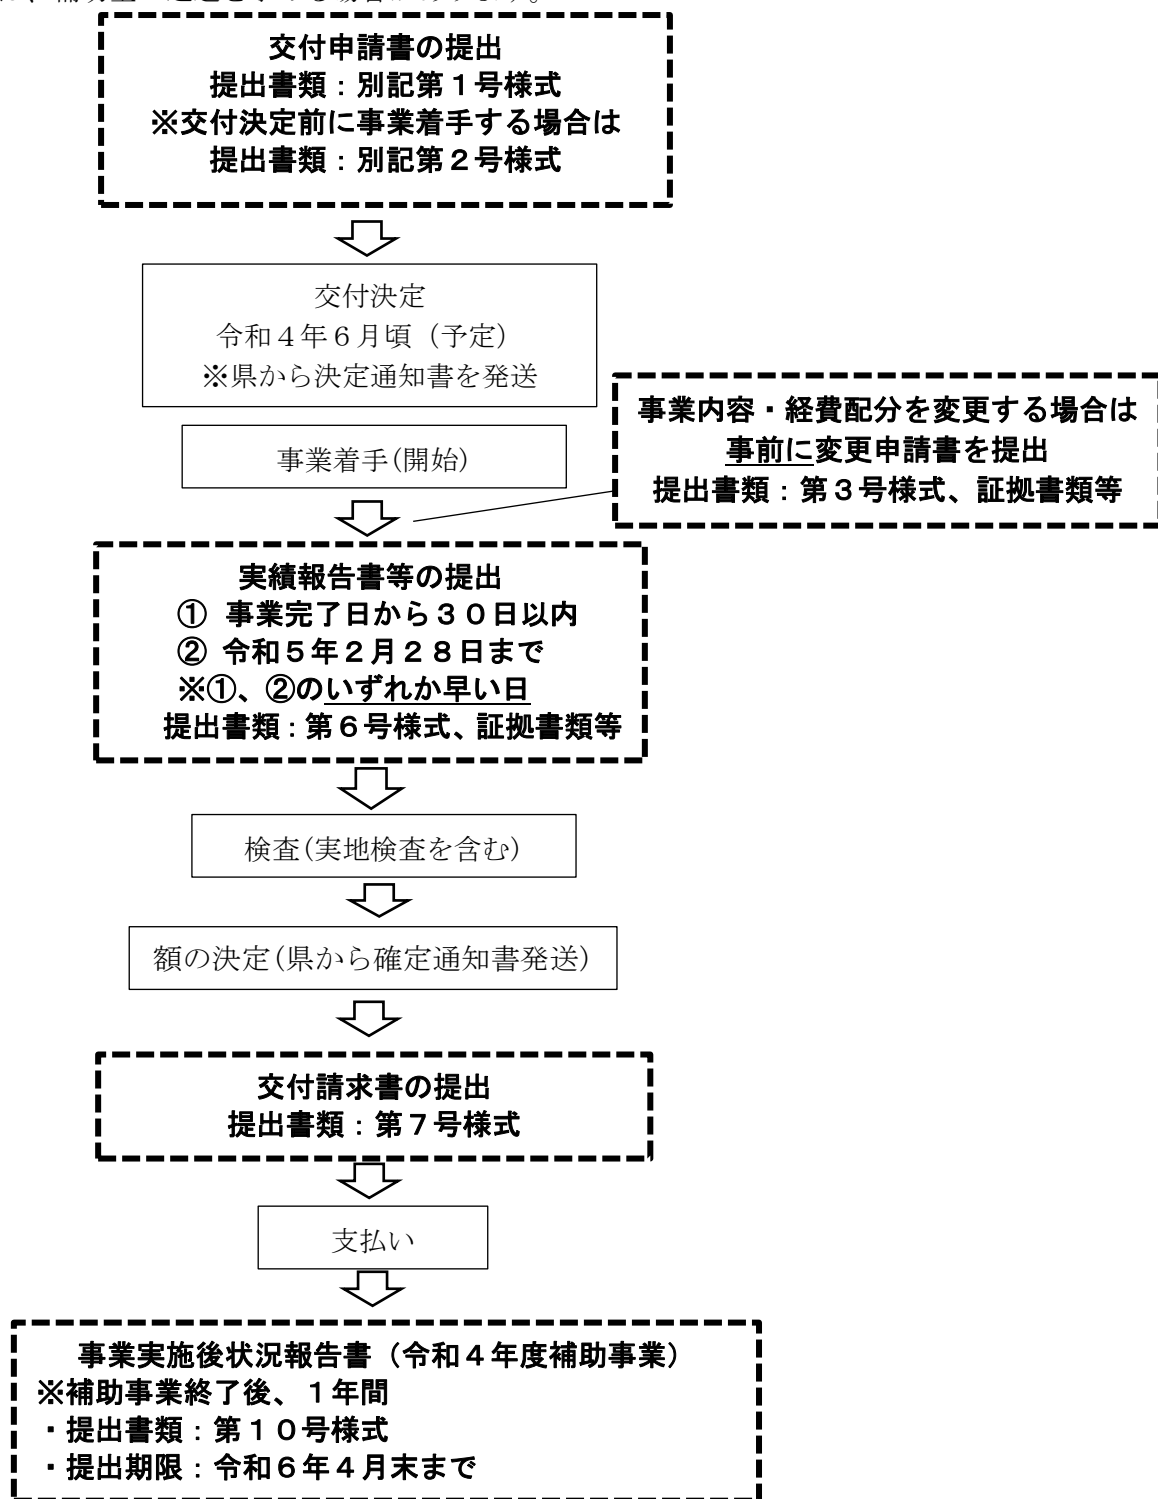 場合があります。
交付申請書の提出
提出書類：別記第１号様式
※交付決定前に事業着手する場合は
提出書類：別記第２号様式
交付決定
令和４年６月頃（予定）
※県から決定通知書を発送
事業着手(開始)
事業内容・経費配分を変更する場合は
事前に変更申請書を提出
提出書類：第３号様式、証拠書類等
実績報告書等の提出
① 事業完了日から３０日以内
② 令和５年２月２８日まで
※①、②のいずれか早い日
提出書類：第６号様式、証拠書類等
検査(実地検査を含む)
額の決定(県から確定通知書発送)
交付請求書の提出
提出書類：第７号様式
支払い
事業実施後状況報告書（令和４年度補助事業）
※補助事業終了後、１年間
・提出書類：第１０号様式
・提出期限：令和６年４月末まで